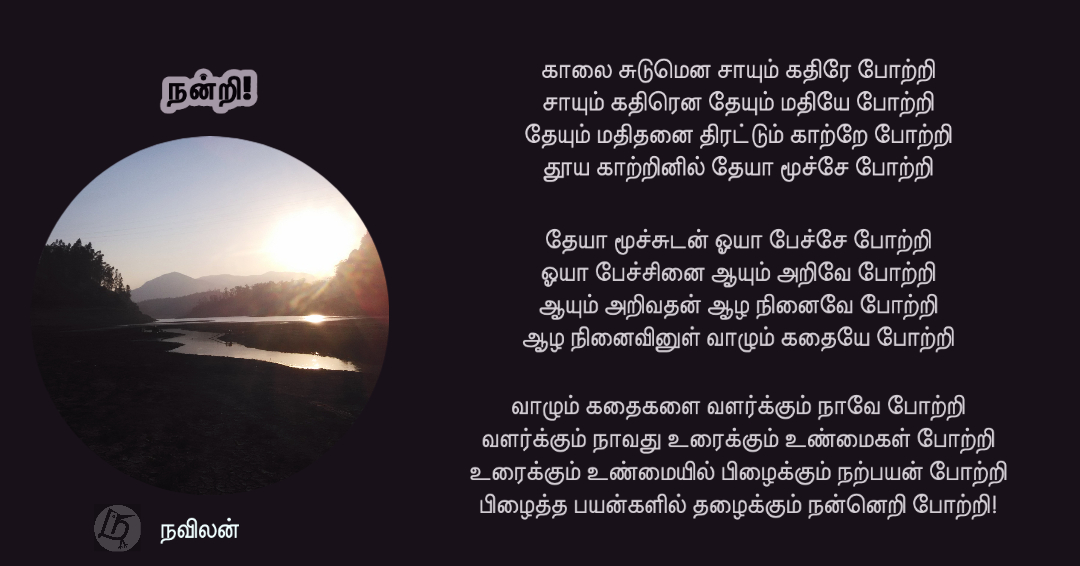 நன்றி!
காலை சுடுமென சாயும் கதிரே போற்றி
சாயும் கதிரென தேயும் மதியே போற்றி
தேயும் மதிதனை திரட்டும் காற்றே போற்றி
தூய காற்றினில் தேயா மூச்சே போற்றி
தேயா மூச்சுடன் ஓயா பேச்சே போற்றி
ஓயா பேச்சினை ஆயும் அறிவே போற்றி
ஆயும் அறிவதன் ஆழ நினைவே போற்றி
ஆழ நினைவினுள் வாழும் கதையே போற்றி
வாழும் கதைகளை வளர்க்கும் நாவே போற்றி
வளர்க்கும் நாவது உரைக்கும் உண்மைகள் போற்றி
உரைக்கும் உண்மையில் பிழைக்கும் நற்பயன் போற்றி
பிழைத்த பயன்களில் தழைக்கும் நன்னெறி போற்றி!
நவிலன்